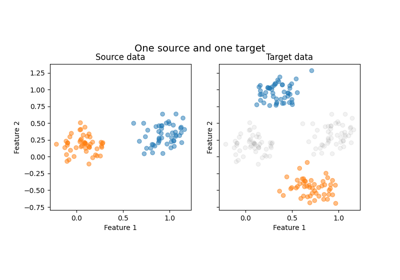 One source and one target
Source data
Target data
1.25
1.00
0.75
0.50
0.25
0.00
−0.25
−0.50
−0.75
Feature 2
Feature 2
0.0
0.5
1.0
0.0
0.5
1.0
Feature 1
Feature 1